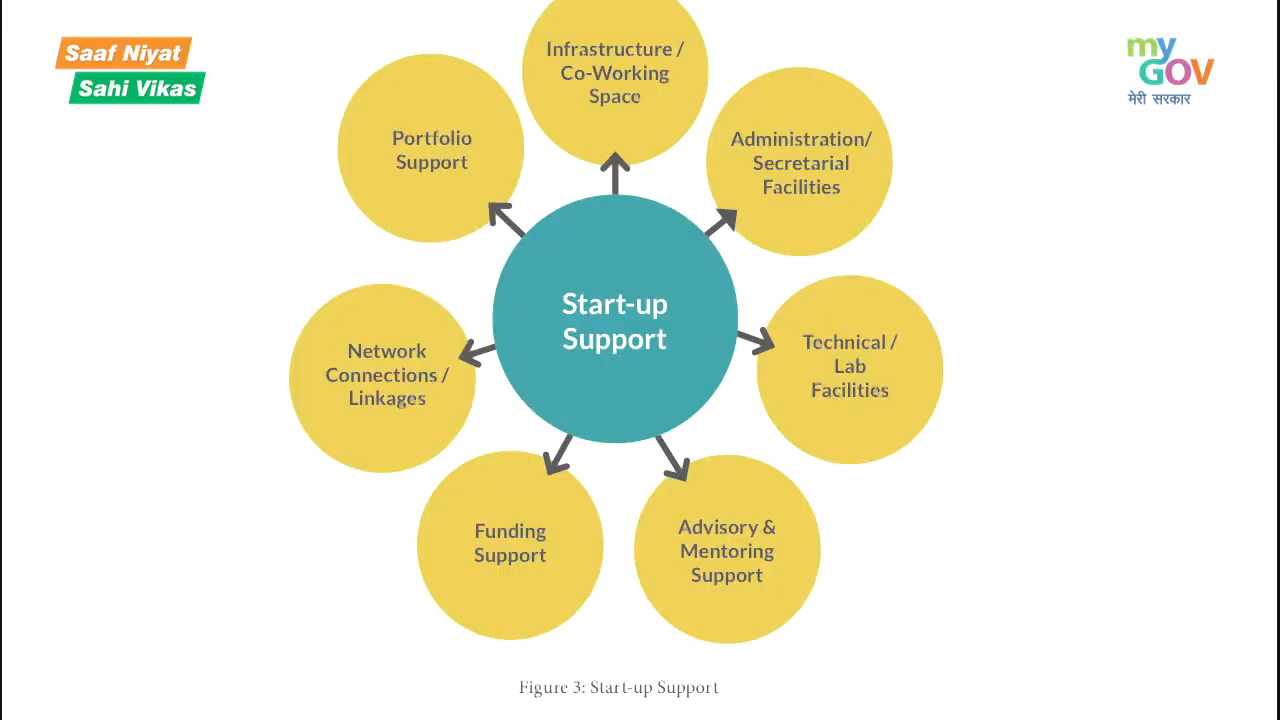 Saaf Niyat
Sahi Vikas
my
GOV
मेरी सरकार
Infrastructure /
Co-Working
Space
Portfolio
Support
Administration/
Secretarial
Facilities
Start-up
Support
Network
Connections /
Linkages
Technical /
Lab
Facilities
Funding
Support
Advisory &
Mentoring
Support
Figure 3: Start-up Support